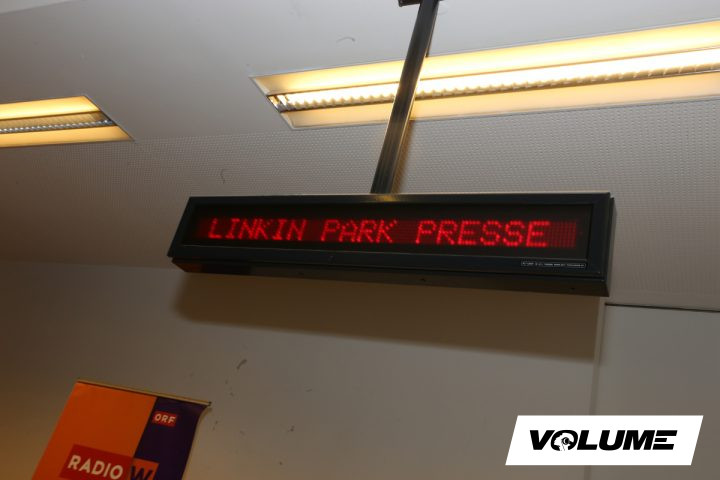 LINKIN PARK PRESSE
ORF
RADIO W
VOLUME